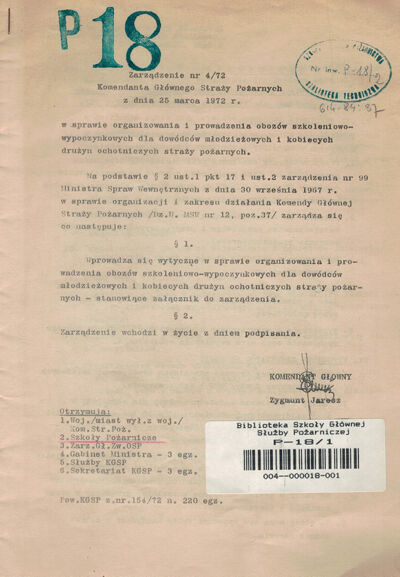 P 18
Nr inw. P-18/2
BIBLIOTEKA TECHNICZNA
Zarządzenie nr 4/72
Komendanta Głównego Straży Pożarnych
z dnia 25 marca 1972 r.
w sprawie organizowania i prowadzenia obozów szkoleniowo-
wypoczynkowych dla dowódców młodzieżowych i kobiecych
drużyn ochotniczych straży pożarnych.
Na podstawie § 2 ust.1 pkt 17 i ust.2 zarządzenia nr 99
Ministra Spraw Wewnętrznych z dnia 30 września 1967 r.
w sprawie organizacji i zakresu działania Komendy Głównej
Straży Pożarnych /Dz.U. MSW nr 12, poz.37/ zarządza się
co następuje:
§ 1.
Wprowadza się wytyczne w sprawie organizowania i pro-
wadzenia obozów szkoleniowo-wypoczynkowych dla dowódców
młodzieżowych i kobiecych drużyn ochotniczych straży pożar-
nych - stanowiące załącznik do zarządzenia.
§ 2.
Zarządzenie wchodzi w życie z dniem podpisania.
KOMENDANT GŁÓWNY
Zygmunt Jarosz
Otrzymują:
1.Woj./miast wył.z woj./
Kom.Str.Poż.
2.Szkoły Pożarnicze
3.Zarz.Gł.Zw.OSP
4.Gabinet Ministra - 3 egz.
5.Służby KGSP
6.Sekretariat KGSP - 3 egz.
Pow.KGSP z.nr.154/72 n. 220 egz.
Biblioteka Szkoły Głównej
Służby Pożarniczej
P-18/1
004--000018-001